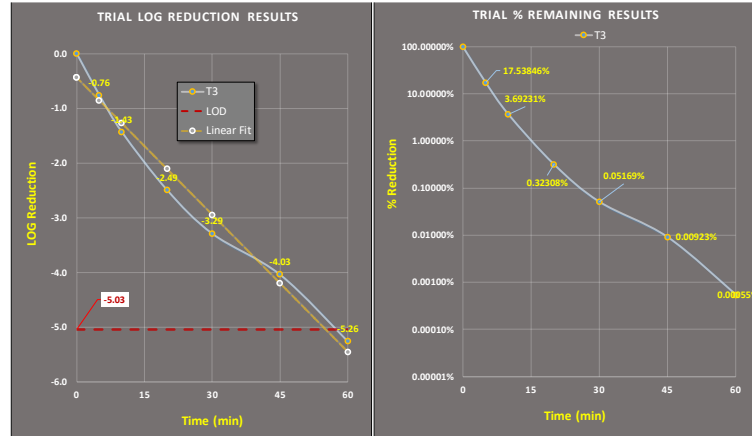 TRIAL LOG REDUCTION RESULTS
0.0
-1.0
-2.0
-3.0
-4.0
-5.0
-6.0
LOG Reduction
T3
LOD
Linear Fit
-0.76
-1.43
-2.49
-3.29
-4.03
-5.26
-5.03
0 15 30 45 60
Time (min)
TRIAL % REMAINING RESULTS
T3
100.00000%
10.00000%
1.00000%
0.10000%
0.01000%
0.00100%
0.00010%
0.00001%
% Reduction
17.53846%
3.69231%
0.32308%
0.05169%
0.00923%
0 15 30 45 60
Time (min)